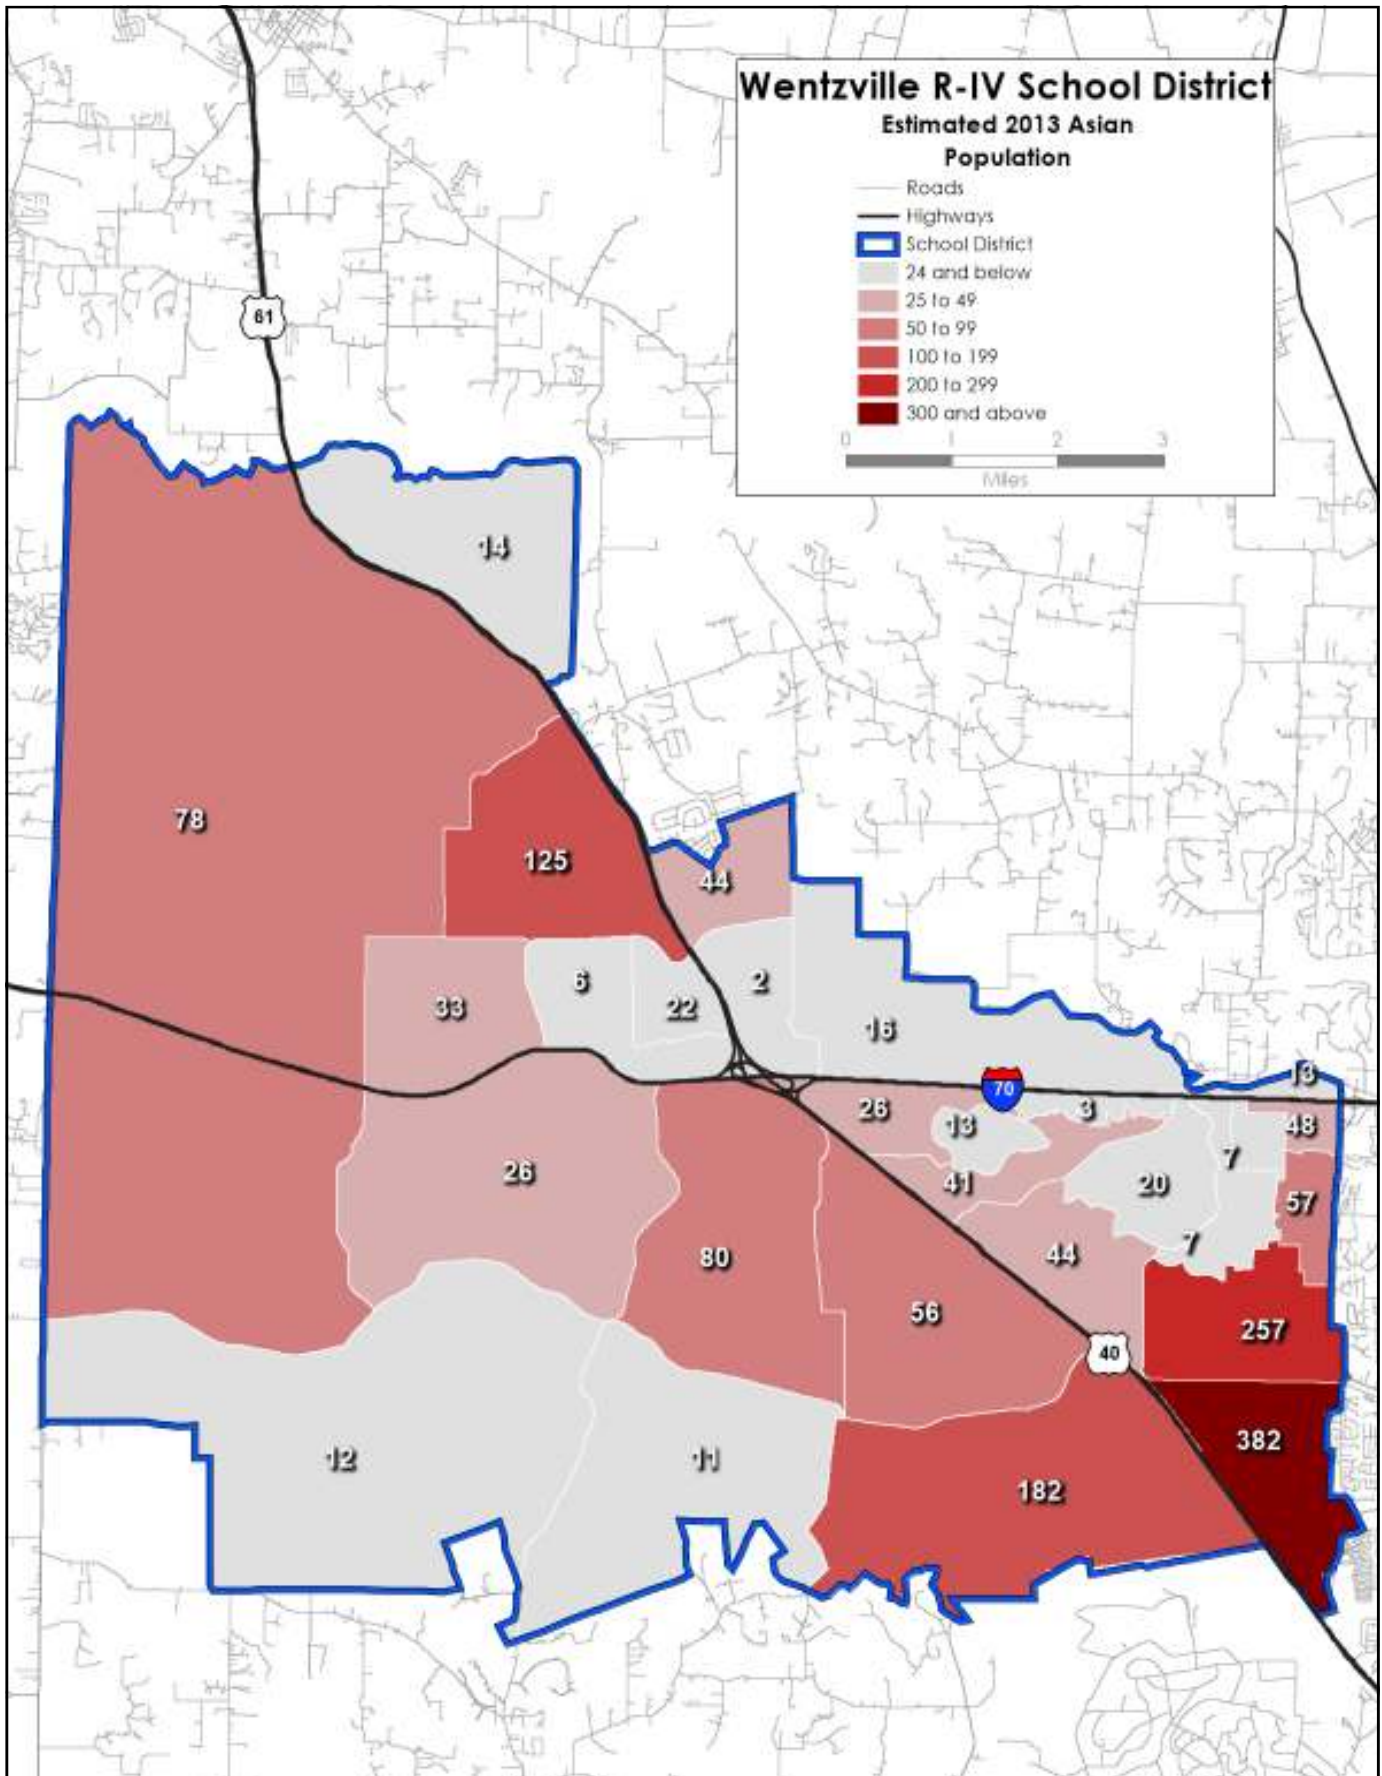 Wentzville R-IV School District
Estimated 2013 Asian
Population
Roads
Highways
School District
24 and below
25 to 49
50 to 99
100 to 199
200 to 299
300 and above
0 1 2 3
Miles
61
14
78
125
44
6
2
33
22
16
13
70
26
13
3
48
7
26
41
20
57
7
80
44
56
257
40
382
12
11
182